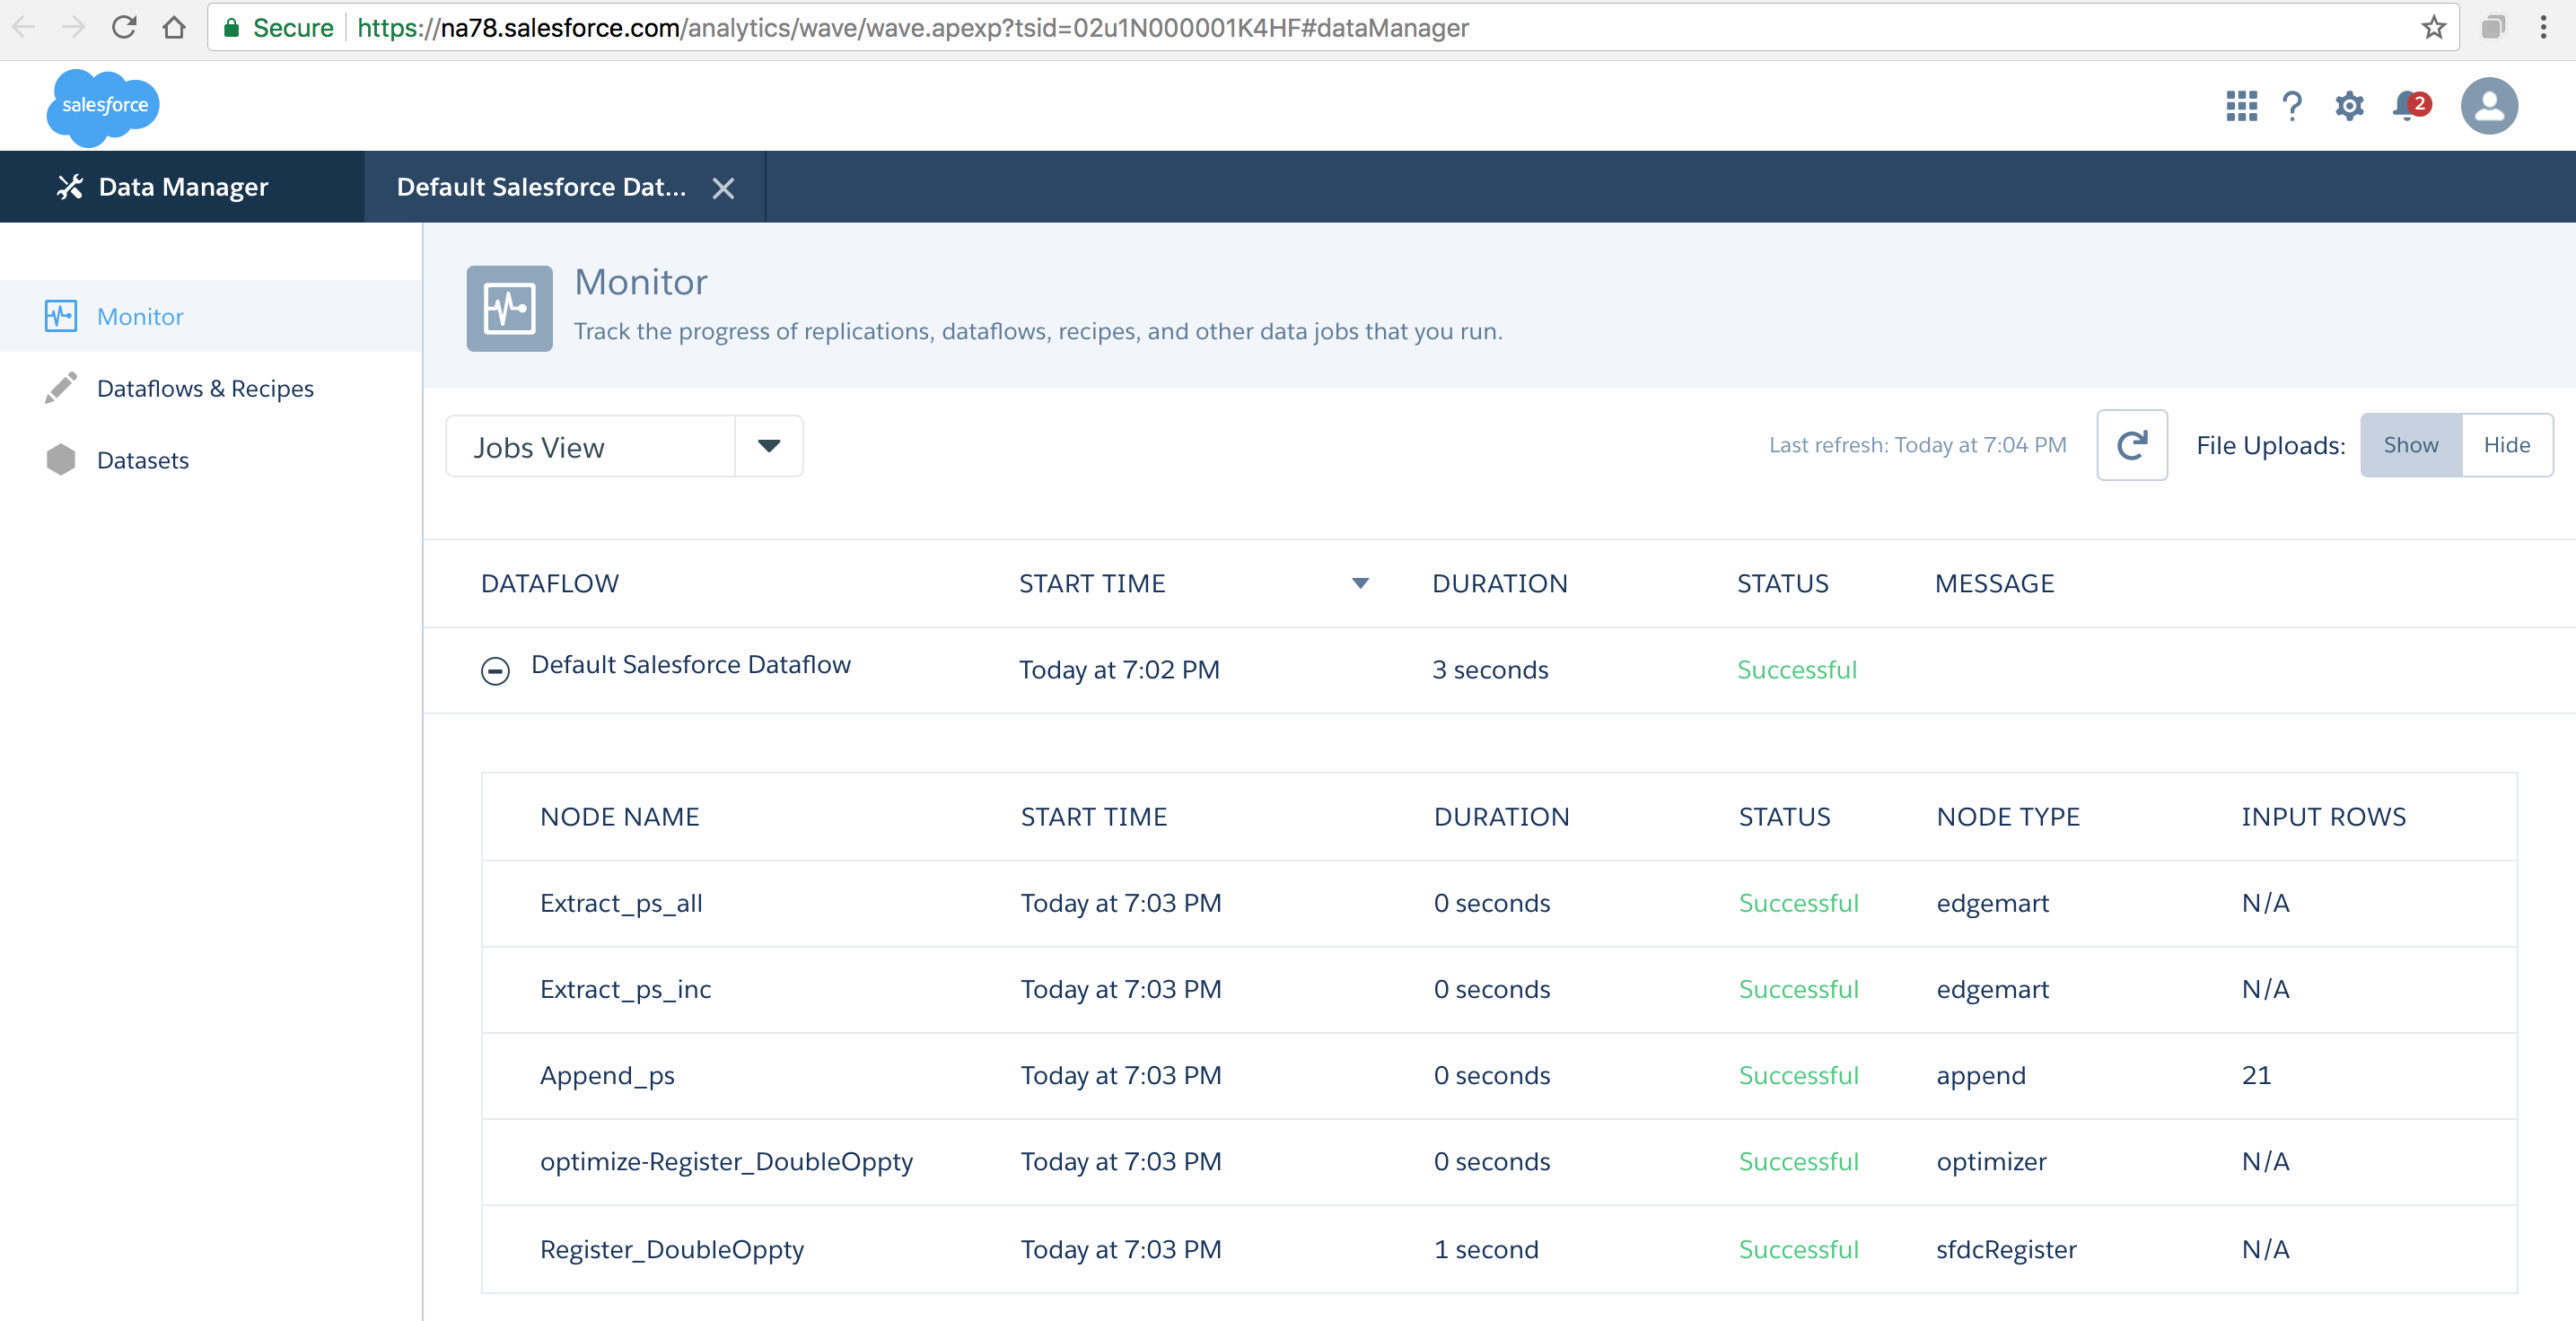 Secure https://na78.salesforce.com/analytics/wave/wave.apexp?tsid=02u1N000001K4HF#dataManager
salesforce
2
Data Manager Default Salesforce Dat...
Monitor
Dataflows & Recipes
Datasets
Monitor
Track the progress of replications, dataflows, recipes, and other data jobs that you run.
Jobs View Last refresh: Today at 7:04 PM File Uploads: Show Hide
DATAFLOW START TIME DURATION STATUS MESSAGE
Default Salesforce Dataflow Today at 7:02 PM 3 seconds Successful
NODE NAME START TIME DURATION STATUS NODE TYPE INPUT ROWS
Extract_ps_all Today at 7:03 PM 0 seconds Successful edgemart N/A
Extract_ps_inc Today at 7:03 PM 0 seconds Successful edgemart N/A
Append_ps Today at 7:03 PM 0 seconds Successful append 21
optimize-Register_DoubleOppty Today at 7:03 PM 0 seconds Successful optimizer N/A
Register_DoubleOppty Today at 7:03 PM 1 second Successful sfdcRegister N/A